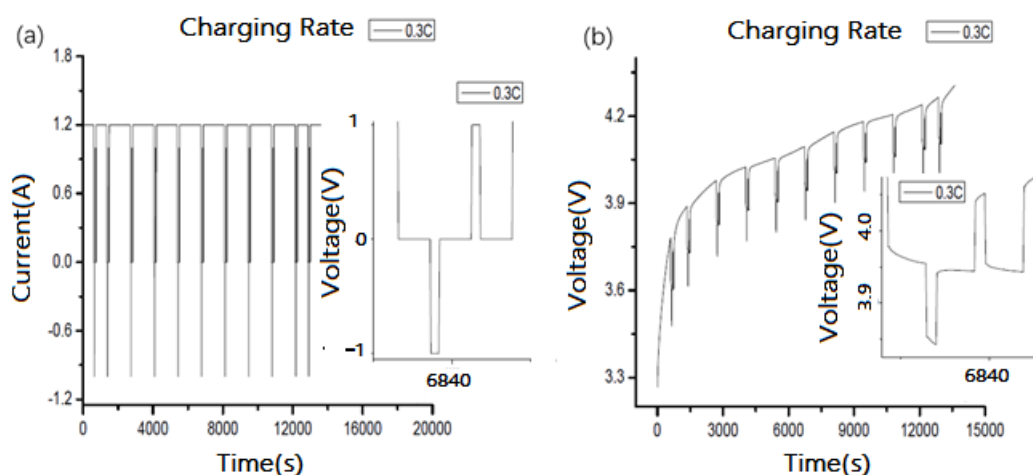 (a) Charging Rate 0.3C
1.8
1.2
0.6
0.0
-0.6
-1.2
Current(A)
0 4000 8000 12000 16000 20000
Time(s)
0.3C
1
0
-1
Voltage(V)
6840
(b) Charging Rate 0.3C
4.2
3.9
3.6
3.3
Voltage(V)
0 3000 6000 9000 12000 15000
Time(s)
0.3C
4.0
3.9
Voltage(V)
6840